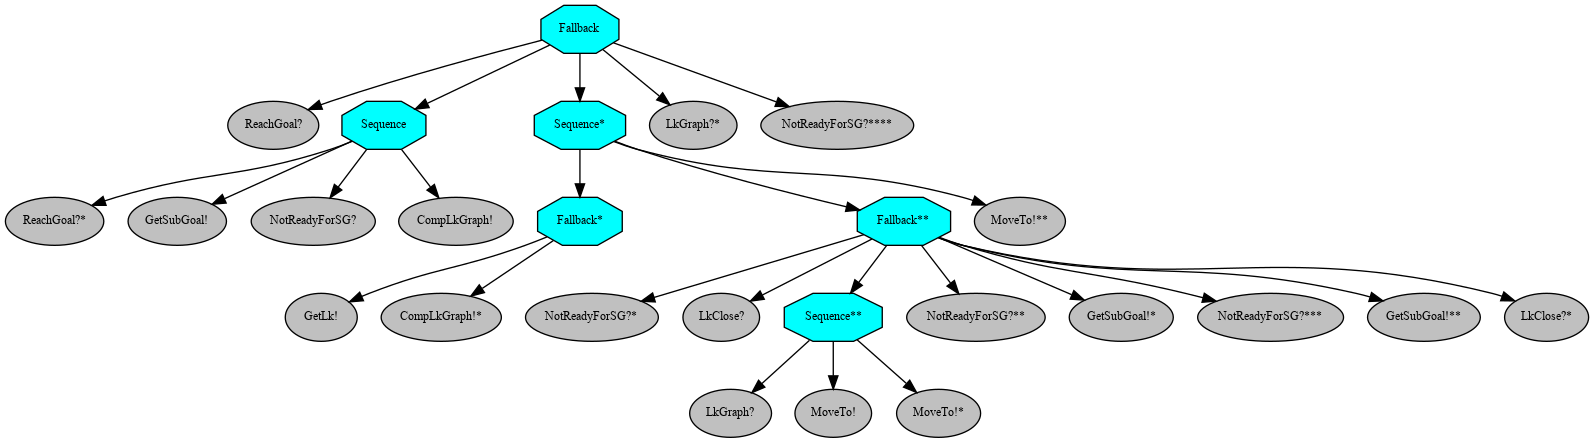 Fallback
ReachGoal?
Sequence
Sequence*
LkGraph?*
NotReadyForSG?****
ReachGoal?*
GetSubGoal!
NotReadyForSG?
CompLkGraph!
Fallback*
Fallback**
MoveTo!**
GetLk!
CompLkGraph!*
NotReadyForSG?*
LkClose?
Sequence**
NotReadyForSG?**
GetSubGoal!*
NotReadyForSG?***
GetSubGoal!**
LkClose?*
LkGraph?
MoveTo!
MoveTo!*